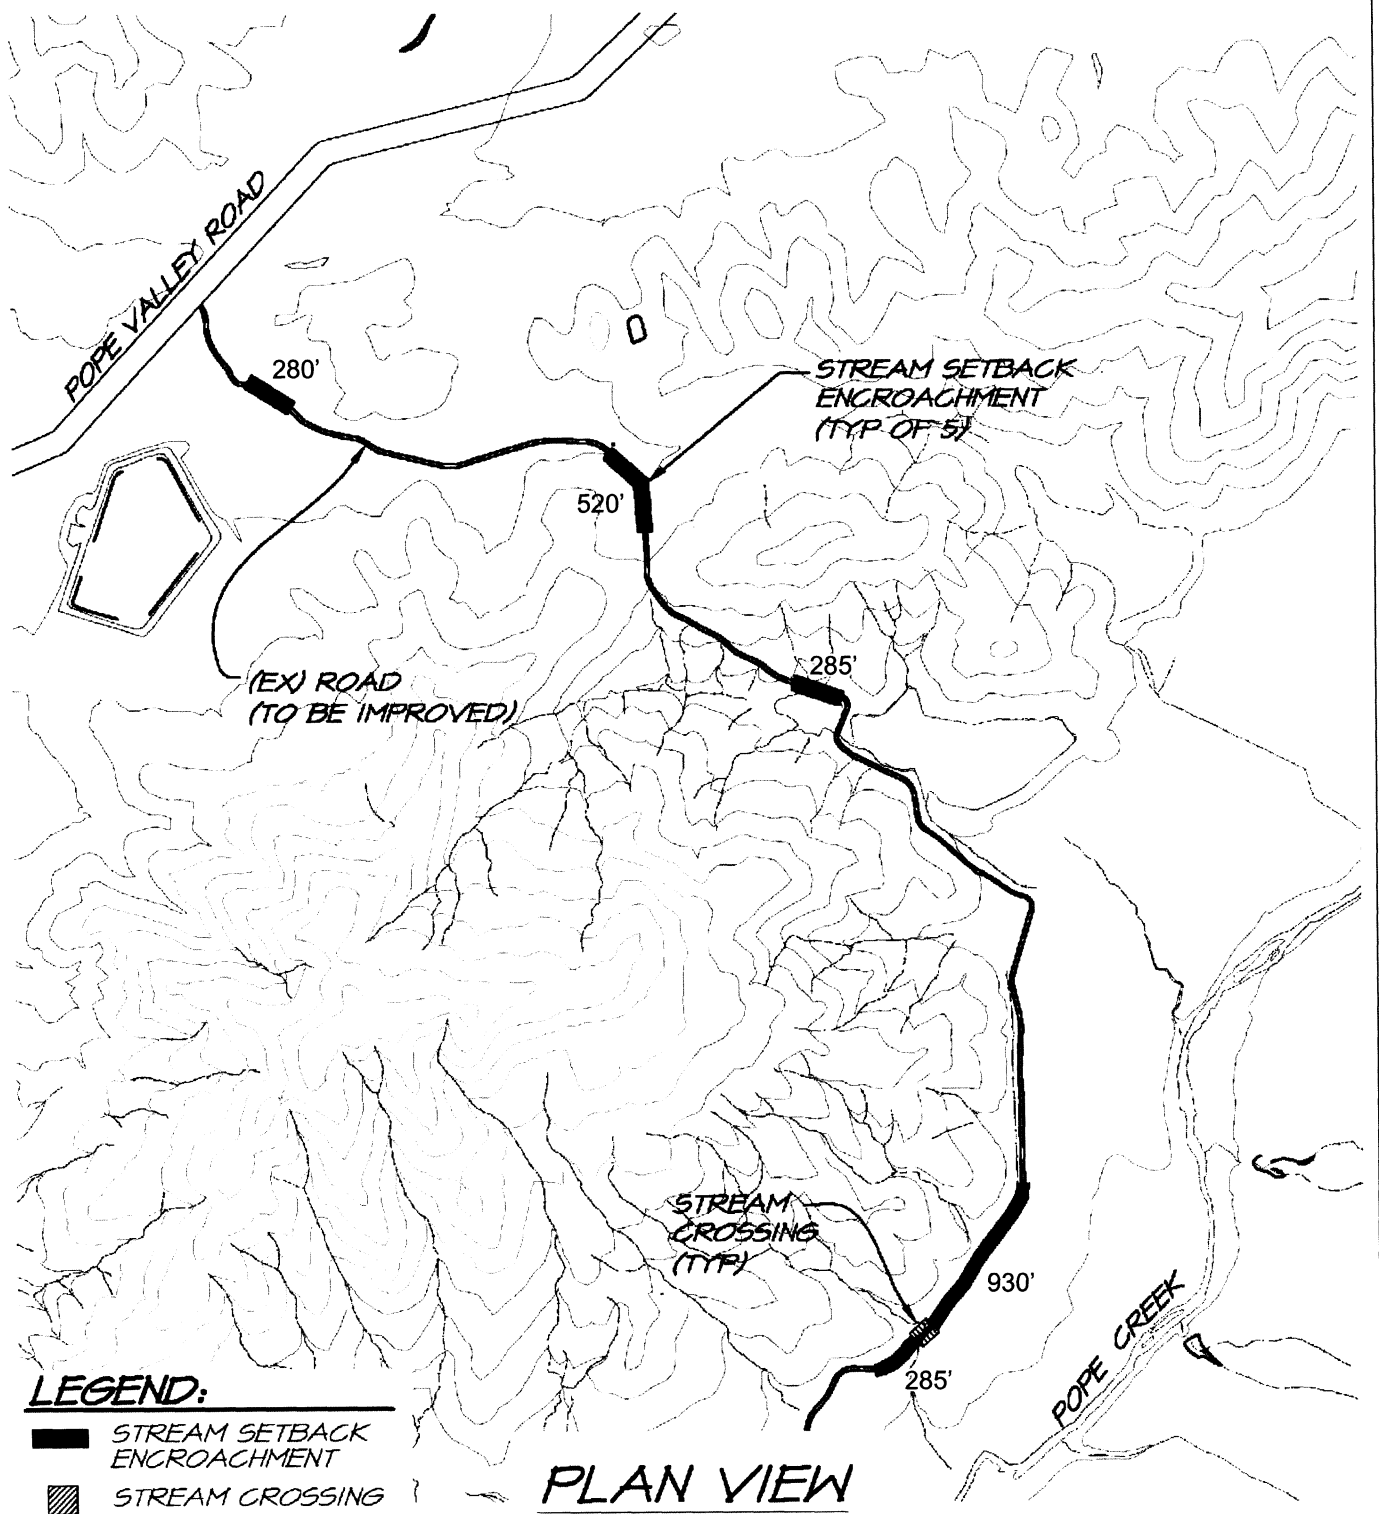 POPE VALLEY ROAD
280'
STREAM SETBACK
ENCROACHMENT
(TYP OF 5)
520'
285'
(EX) ROAD
(TO BE IMPROVED)
STREAM
CROSSING
(TYP)
930'
285'
POPE CREEK
LEGEND:
STREAM SETBACK
ENCROACHMENT
STREAM CROSSING
PLAN VIEW